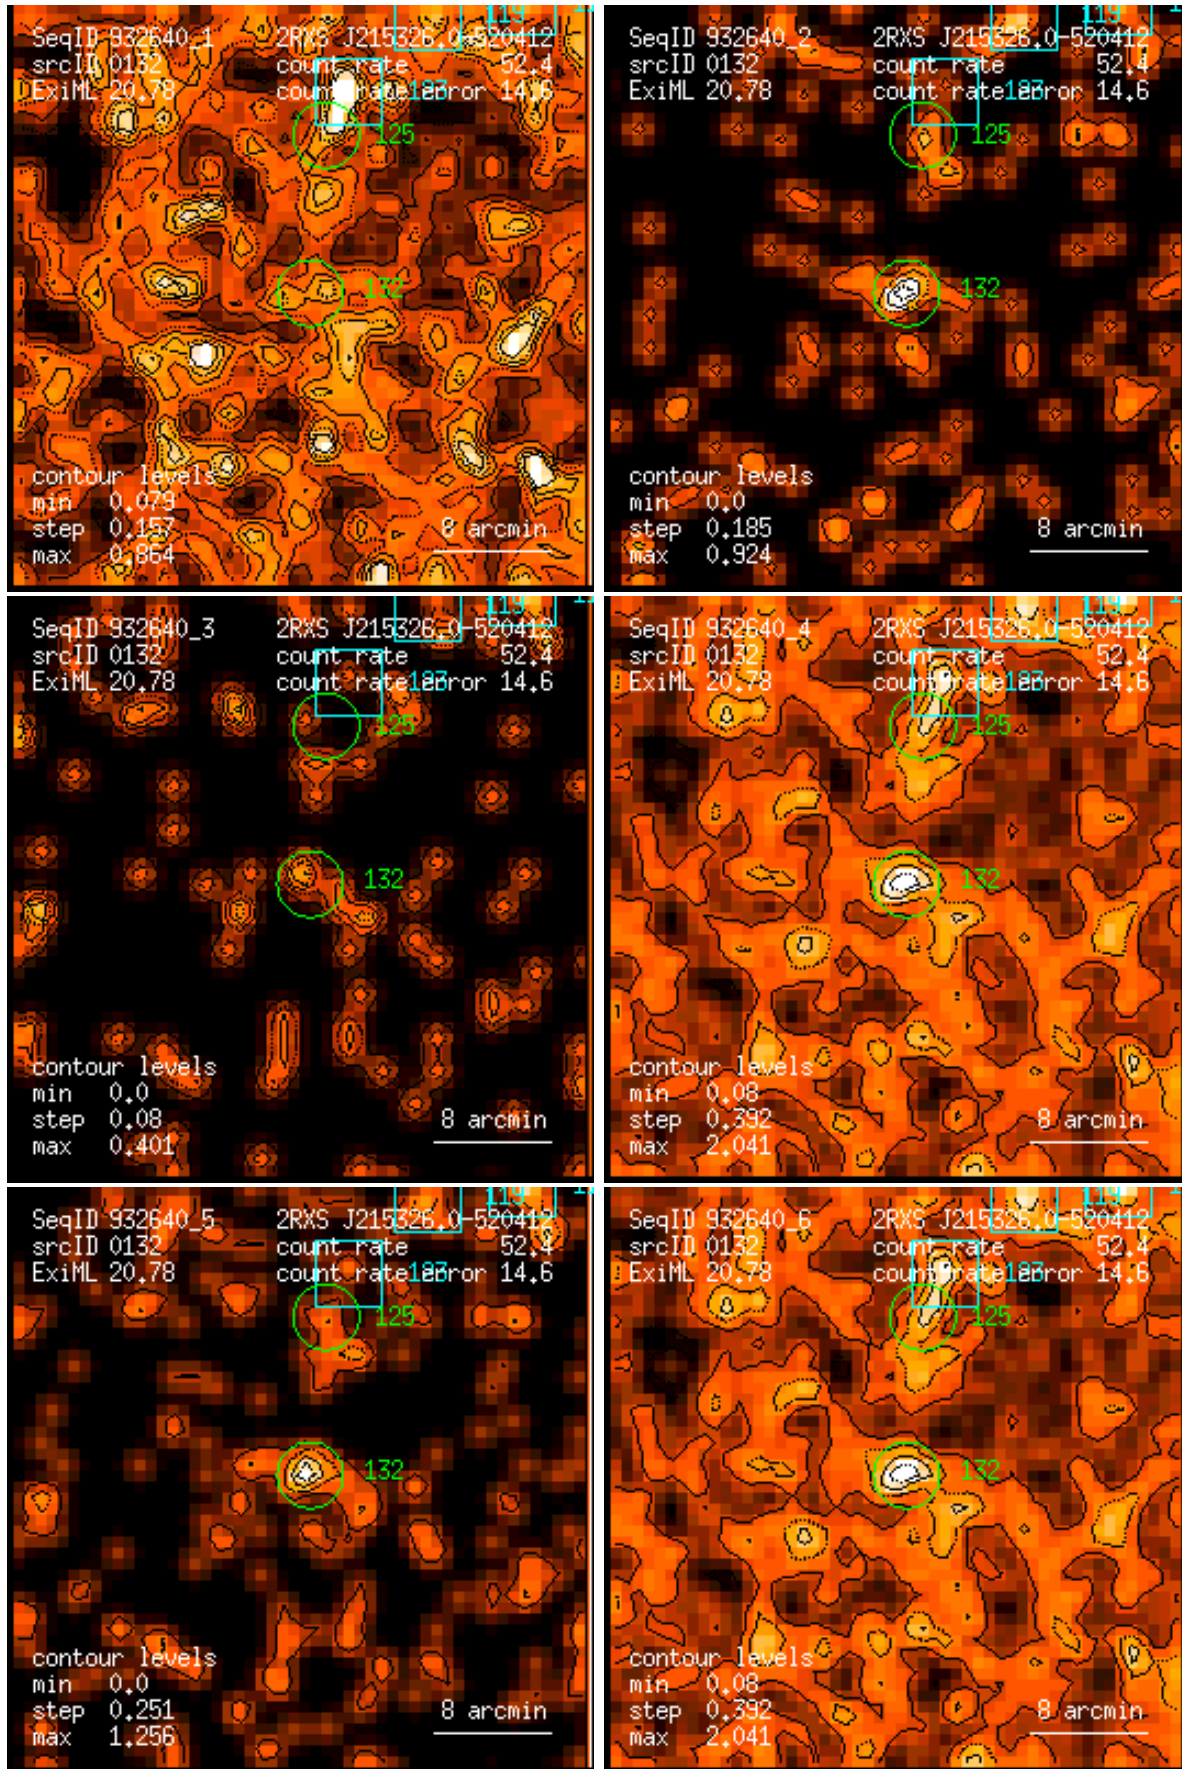 119
SeqID 932640_1 2RXS J215326.0-520412
srcID 0132 count rate 52.4
ExiML 20.78 count rate error 14.6
125
132
contour levels
min 0.079
step 0.157 8 arcmin
max 0.864
119
SeqID 932640_2 2RXS J215326.0-520412
srcID 0132 count rate 52.4
ExiML 20.78 count rate error 14.6
125
132
contour levels
min 0.0
step 0.185 8 arcmin
max 0.924
119
SeqID 932640_3 2RXS J215326.0-520412
srcID 0132 count rate 52.4
ExiML 20.78 count rate error 14.6
125
132
contour levels
min 0.0
step 0.08 8 arcmin
max 0.401
119
SeqID 932640_4 2RXS J215326.0-520412
srcID 0132 count rate 52.4
ExiML 20.78 count rate error 14.6
125
132
contour levels
min 0.08
step 0.392 8 arcmin
max 2.041
119
SeqID 932640_5 2RXS J215326.0-520412
srcID 0132 count rate 52.4
ExiML 20.78 count rate error 14.6
125
132
contour levels
min 0.0
step 0.251 8 arcmin
max 1.256
119
SeqID 932640_6 2RXS J215326.0-520412
srcID 0132 count rate 52.4
ExiML 20.78 count rate error 14.6
125
132
contour levels
min 0.08
step 0.392 8 arcmin
max 2.041